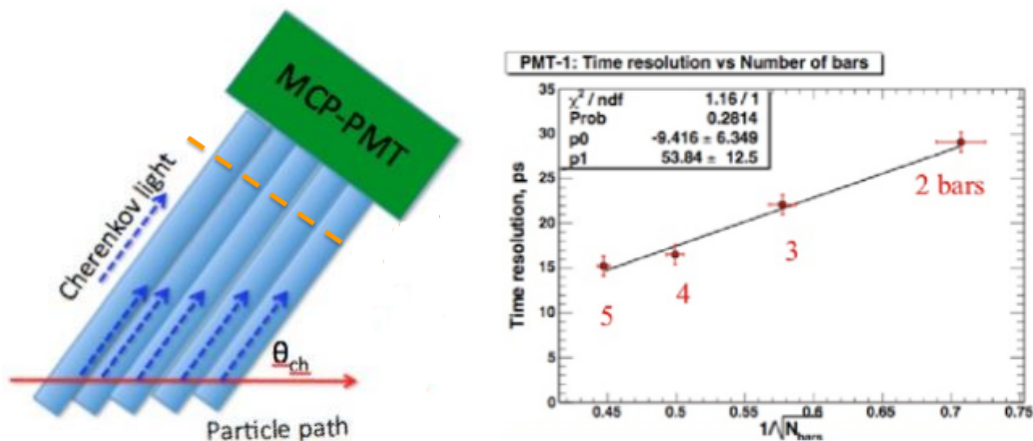 MCP-PMT
Cherenkov light
θch
Particle path
PMT-1: Time resolution vs Number of bars
χ² / ndf 1.16 / 1
Prob 0.2814
p0 -9.416 ± 6.349
p1 53.84 ± 12.5
Time resolution, ps
35
30
25
20
15
10
5
0
2 bars
3
4
5
0.45 0.5 0.55 0.6 0.65 0.7 0.75
1/√Nbars